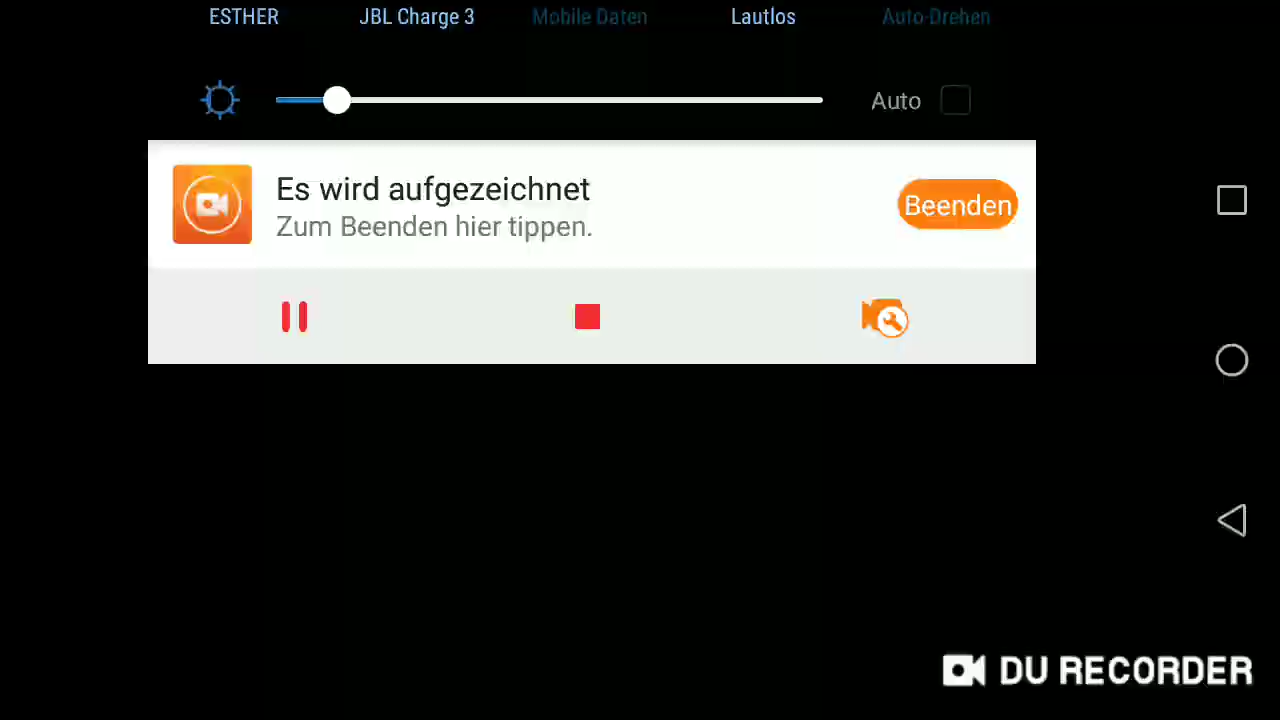 ESTHER
JBL Charge 3
Mobile Daten
Lautlos
Auto-Drehen
Auto
Es wird aufgezeichnet
Zum Beenden hier tippen.
Beenden
DU RECORDER